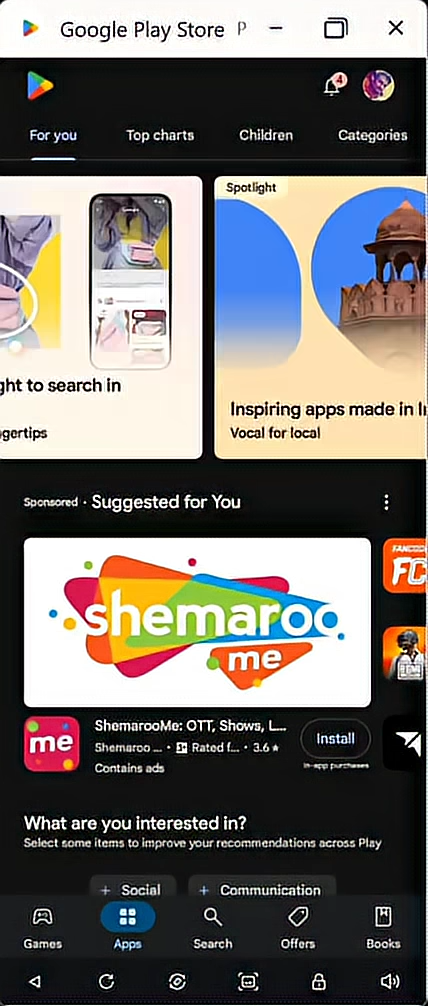 Google Play Store P
4
For you Top charts Children Categories
Spotlight
ght to search in
Inspiring apps made in I
gertips
Vocal for local
Sponsored · Suggested for You
shemaroo
me
FANCODE
FC
me
ShemarooMe: OTT, Shows, L...
Shemaroo ... • 3+ Rated f... • 3.6 ★
Contains ads
Install
In-app purchases
What are you interested in?
Select some items to improve your recommendations across Play
+ Social
+ Communication
Games Apps Search Offers Books